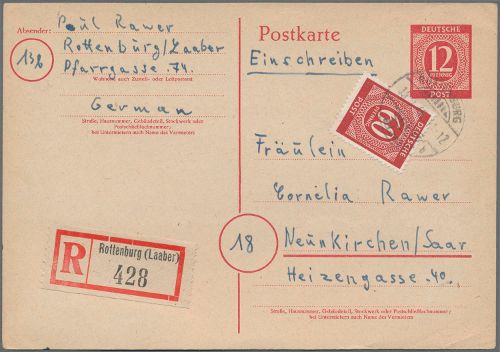 Absender:
Paul Rawer
13b
Rottenburg/Laaber
Pfarrgasse 74.
Wohnort auch Zustell- oder Leitpostamt
German
Straße, Hausnummer, Gebäudeteil, Stockwerk oder
Postschließfachnummer;
bei Untermietern auch Name des Vermieters
R
Rottenburg (Laaber)
428
Postkarte
Einschreiben
DEUTSCHE
12
PFENNIG
POST
DEUTSCHE
60
PFENNIG
POST
Fräulein
Cornelia Rawer
18
Neunkirchen/Saar
Heizengasse 40.
Straße, Hausnummer, Gebäudeteil, Stockwerk oder Postschließfachnummer;
bei Untermietern auch Name des Vermieters